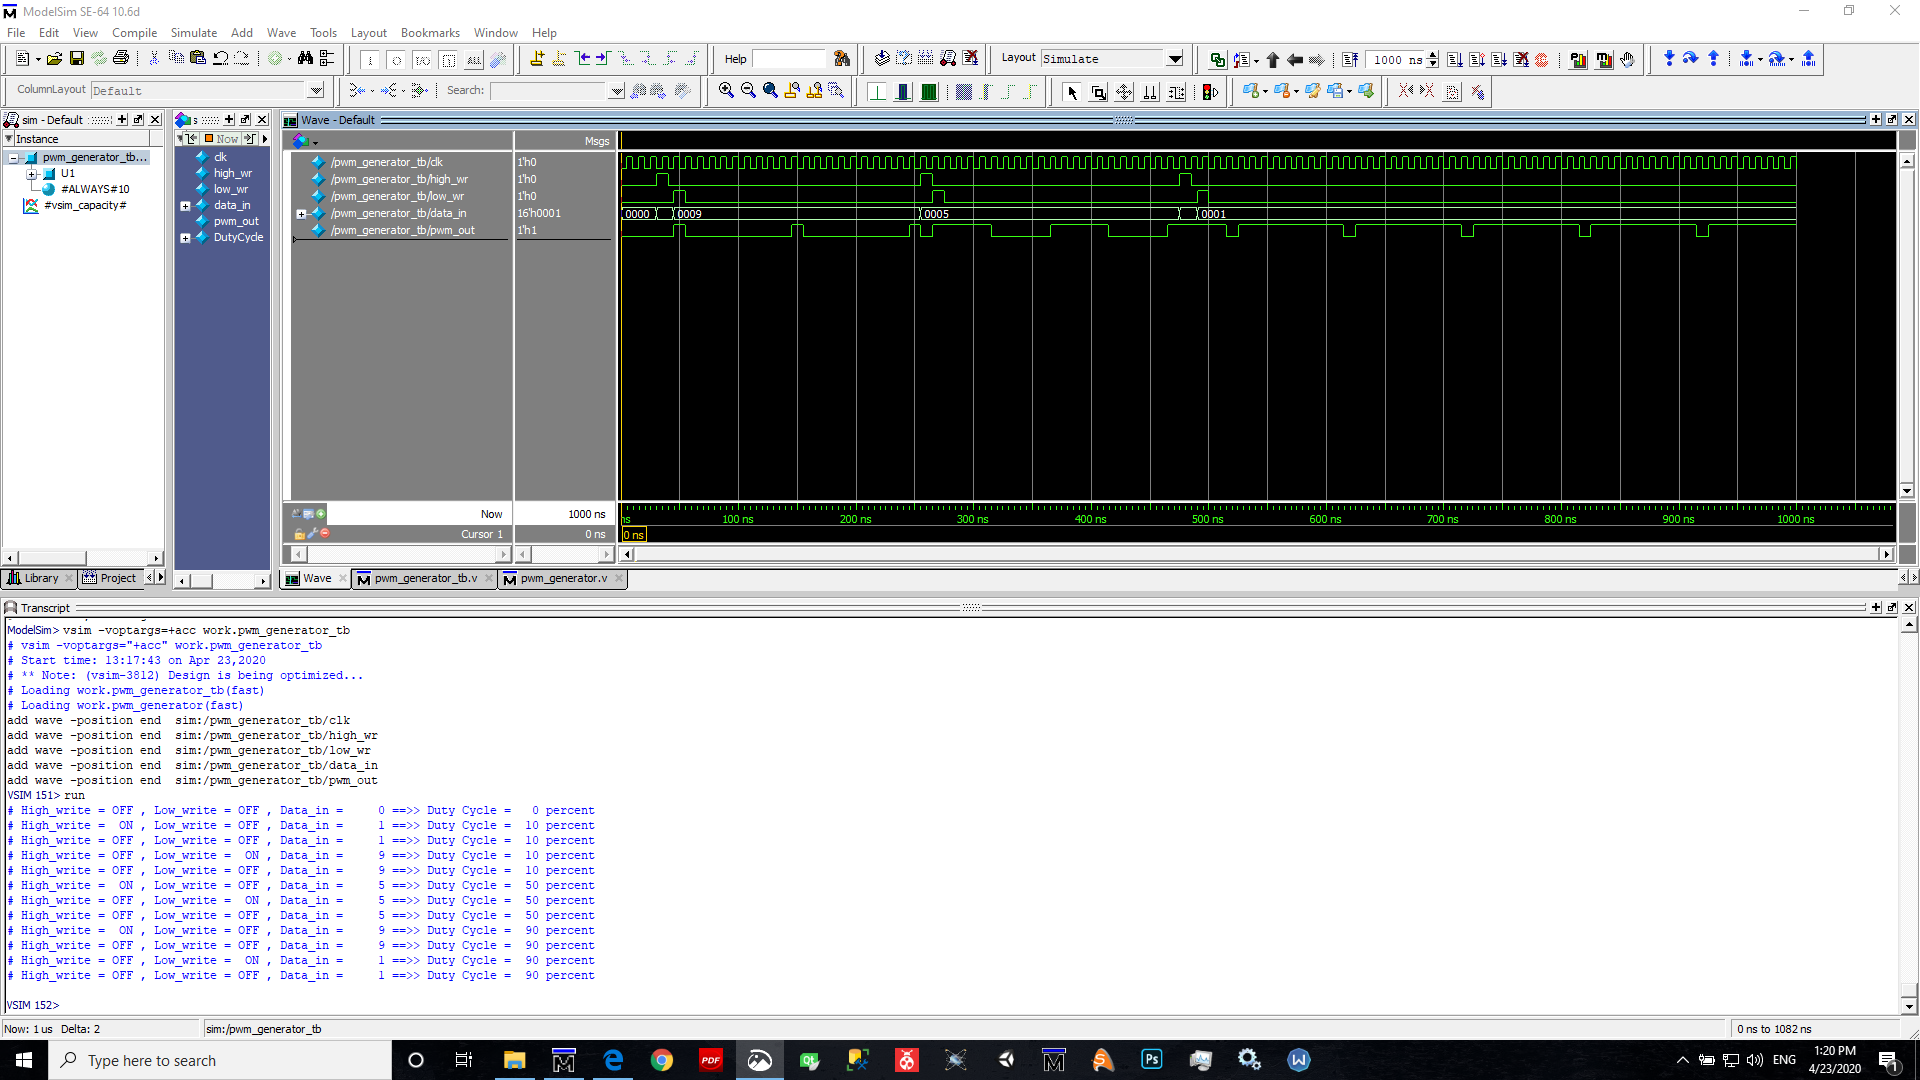 ModelSim SE-64 10.6d
File Edit View Compile Simulate Add Wave Tools Layout Bookmarks Window Help
Help
Layout Simulate
1000 ns
ColumnLayout Default
Search:
sim - Default
s
Wave - Default
Instance
Now
Msgs
pwm_generator_tb...
U1
#ALWAYS#10
#vsim_capacity#
clk
high_wr
low_wr
data_in
pwm_out
DutyCycle
/pwm_generator_tb/clk 1'h0
/pwm_generator_tb/high_wr 1'h0
/pwm_generator_tb/low_wr 1'h0
/pwm_generator_tb/data_in 16'h0001 0000 0009 0005 0001
/pwm_generator_tb/pwm_out 1'h1
Now 1000 ns
ns 100 ns 200 ns 300 ns 400 ns 500 ns 600 ns 700 ns 800 ns 900 ns 1000 ns
Cursor 1 0 ns 0 ns
Library Project
Wave pwm_generator_tb.v pwm_generator.v
Transcript
ModelSim> vsim -voptargs=+acc work.pwm_generator_tb
# vsim -voptargs="+acc" work.pwm_generator_tb
# Start time: 13:17:43 on Apr 23,2020
# ** Note: (vsim-3812) Design is being optimized...
# Loading work.pwm_generator_tb(fast)
# Loading work.pwm_generator(fast)
add wave -position end  sim:/pwm_generator_tb/clk
add wave -position end  sim:/pwm_generator_tb/high_wr
add wave -position end  sim:/pwm_generator_tb/low_wr
add wave -position end  sim:/pwm_generator_tb/data_in
add wave -position end  sim:/pwm_generator_tb/pwm_out
VSIM 151> run
# High_write = OFF , Low_write = OFF , Data_in =     0 ==>> Duty Cycle =   0 percent
# High_write =  ON , Low_write = OFF , Data_in =     1 ==>> Duty Cycle =  10 percent
# High_write = OFF , Low_write = OFF , Data_in =     1 ==>> Duty Cycle =  10 percent
# High_write = OFF , Low_write =  ON , Data_in =     9 ==>> Duty Cycle =  10 percent
# High_write = OFF , Low_write = OFF , Data_in =     9 ==>> Duty Cycle =  10 percent
# High_write =  ON , Low_write = OFF , Data_in =     5 ==>> Duty Cycle =  50 percent
# High_write = OFF , Low_write =  ON , Data_in =     5 ==>> Duty Cycle =  50 percent
# High_write = OFF , Low_write = OFF , Data_in =     5 ==>> Duty Cycle =  50 percent
# High_write =  ON , Low_write = OFF , Data_in =     9 ==>> Duty Cycle =  90 percent
# High_write = OFF , Low_write = OFF , Data_in =     9 ==>> Duty Cycle =  90 percent
# High_write = OFF , Low_write =  ON , Data_in =     1 ==>> Duty Cycle =  90 percent
# High_write = OFF , Low_write = OFF , Data_in =     1 ==>> Duty Cycle =  90 percent
VSIM 152>
Now: 1 us Delta: 2 sim:/pwm_generator_tb 0 ns to 1082 ns
Type here to search
PDF
Ps
ENG
1:20 PM
4/23/2020
1